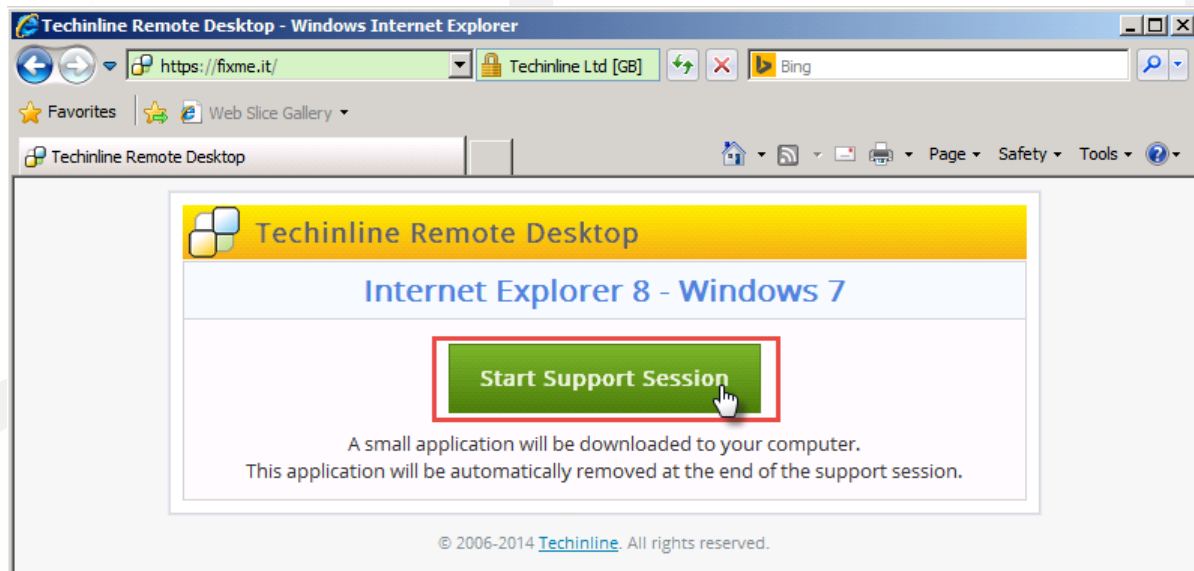 Techinline Remote Desktop - Windows Internet Explorer
https://fixme.it/
Techinline Ltd [GB]
Bing
Favorites
Web Slice Gallery
Techinline Remote Desktop
Page
Safety
Tools
Techinline Remote Desktop
Internet Explorer 8 - Windows 7
Start Support Session
A small application will be downloaded to your computer.
This application will be automatically removed at the end of the support session.
© 2006-2014 Techinline. All rights reserved.